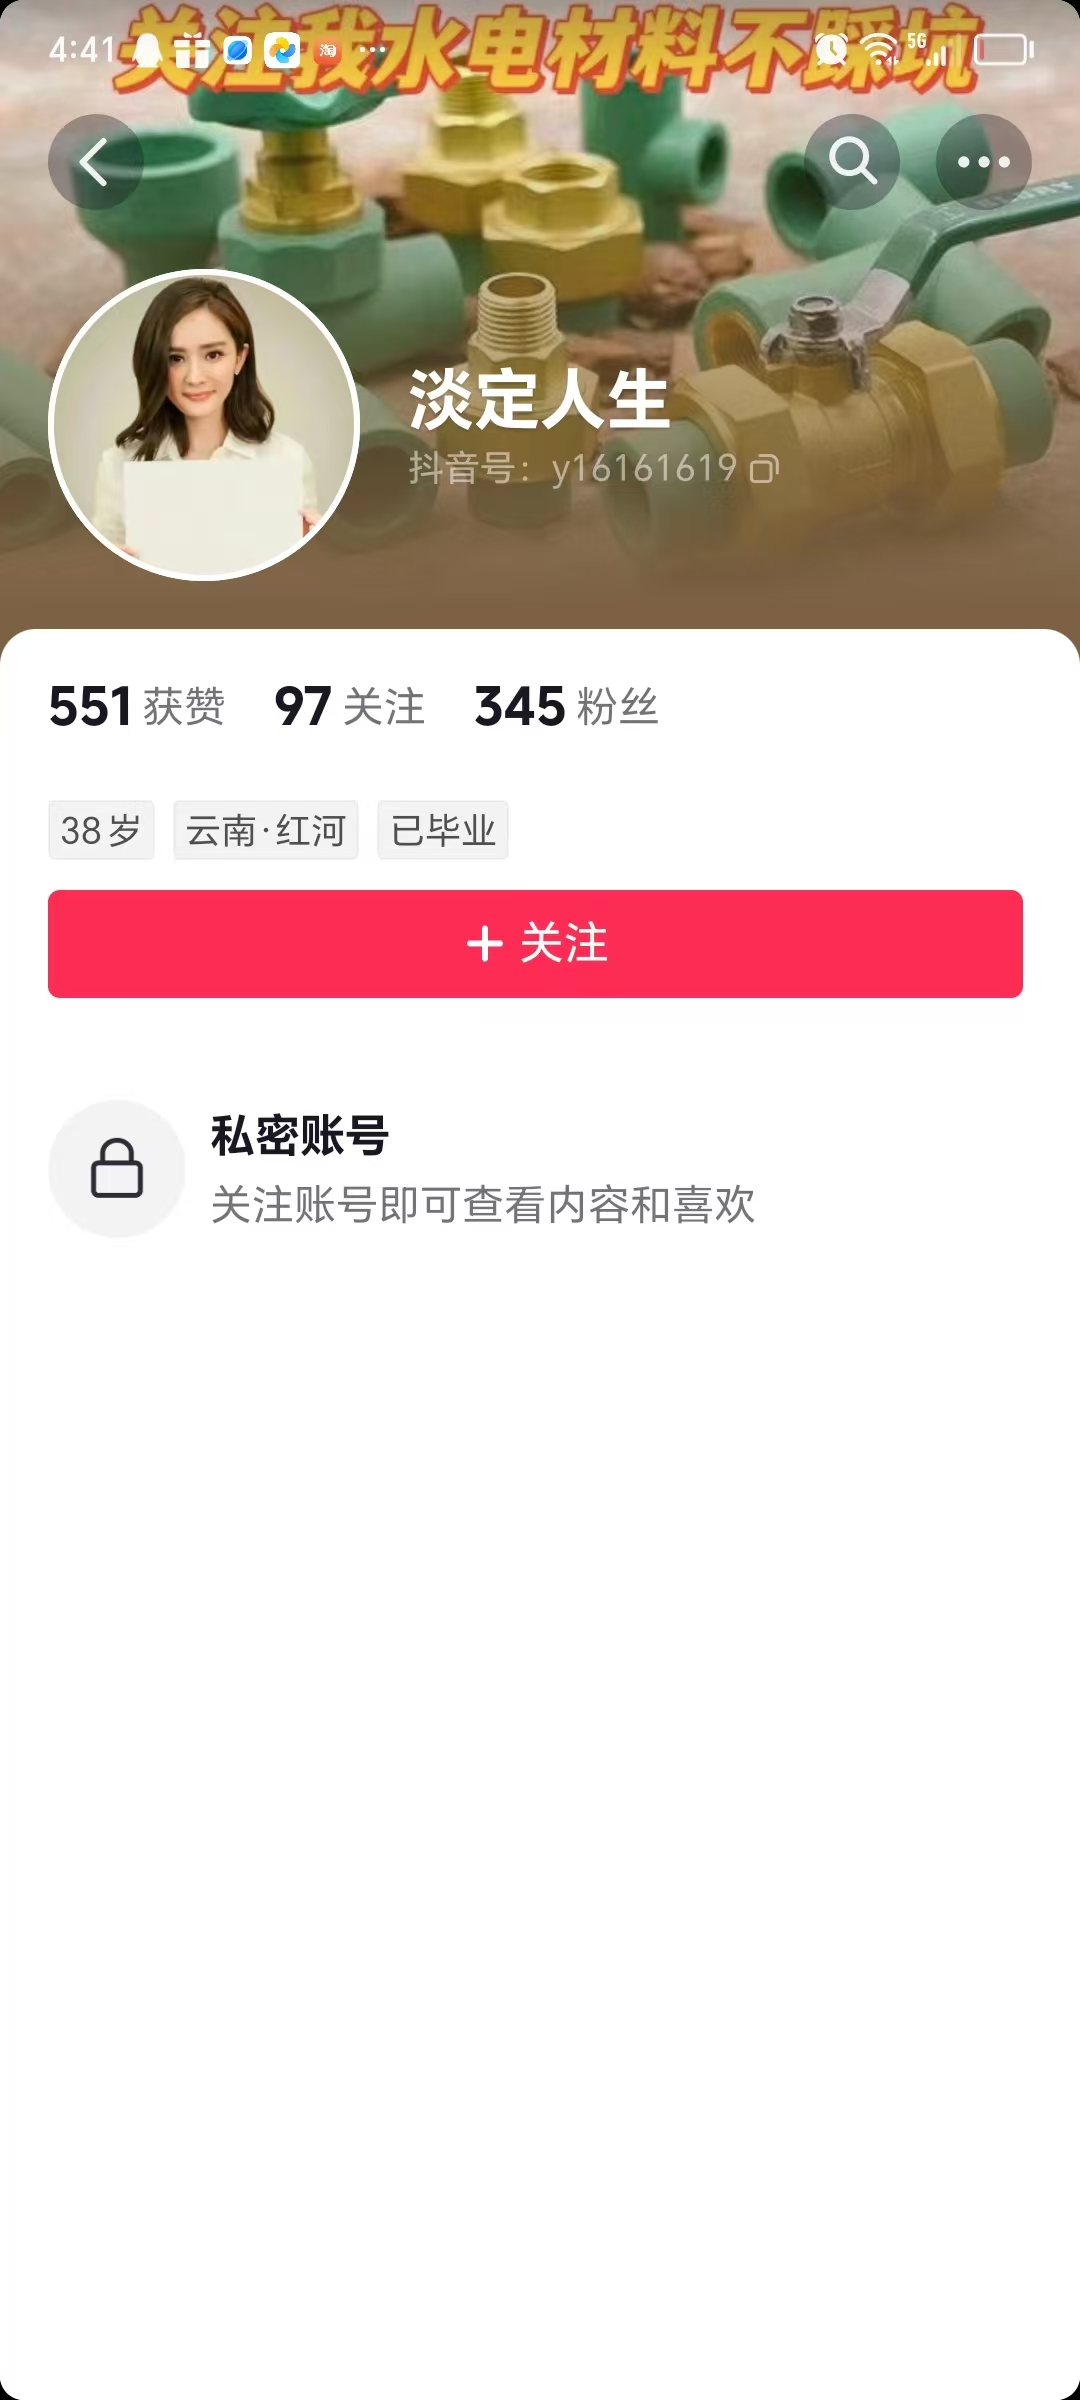 关注我水电材料不踩坑
4:41
淘
5G
淡定人生
抖音号：y16161619
551 获赞 97 关注 345 粉丝
38岁 云南·红河 已毕业
+ 关注
私密账号
关注账号即可查看内容和喜欢